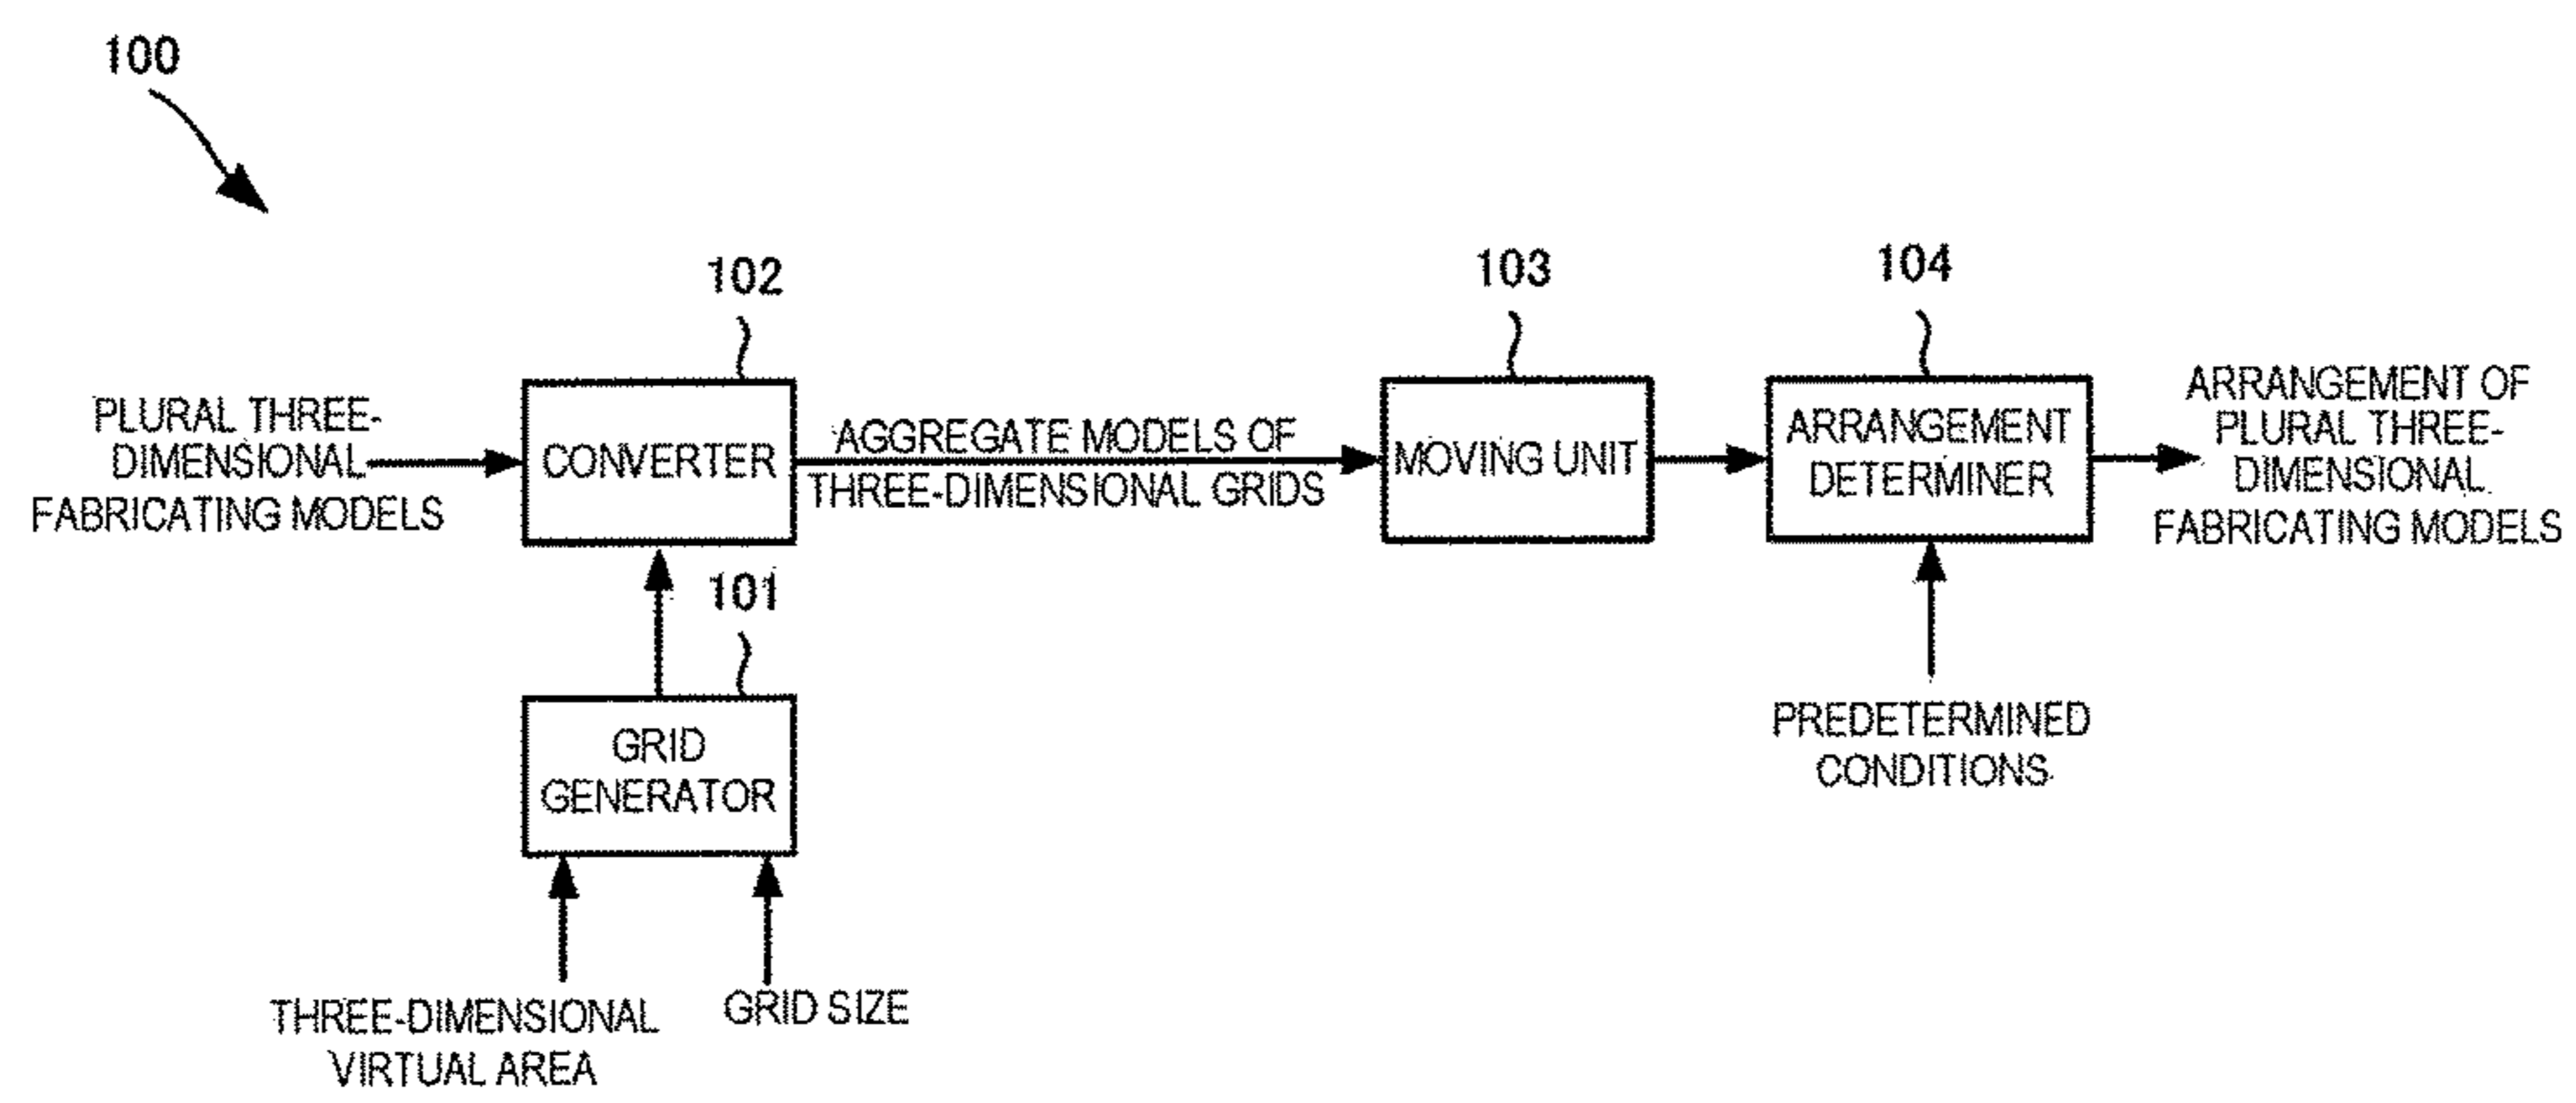 100
102
103
104
PLURAL THREE-
DIMENSIONAL
FABRICATING MODELS
CONVERTER
AGGREGATE MODELS OF
THREE-DIMENSIONAL GRIDS
MOVING UNIT
ARRANGEMENT
DETERMINER
ARRANGEMENT OF
PLURAL THREE-
DIMENSIONAL
FABRICATING MODELS
101
GRID
GENERATOR
PREDETERMINED
CONDITIONS
THREE-DIMENSIONAL
VIRTUAL AREA
GRID SIZE